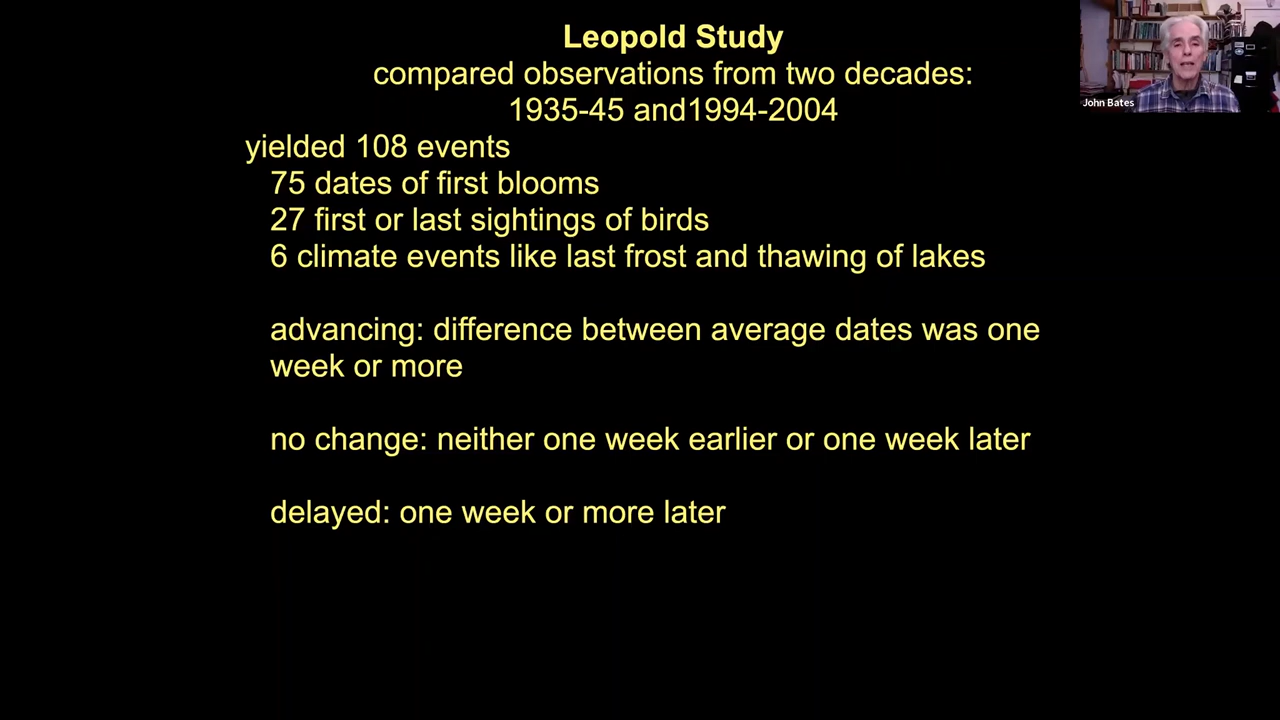 Leopold Study
compared observations from two decades:
1935-45 and1994-2004
yielded 108 events
75 dates of first blooms
27 first or last sightings of birds
6 climate events like last frost and thawing of lakes
advancing: difference between average dates was one
week or more
no change: neither one week earlier or one week later
delayed: one week or more later
John Bates